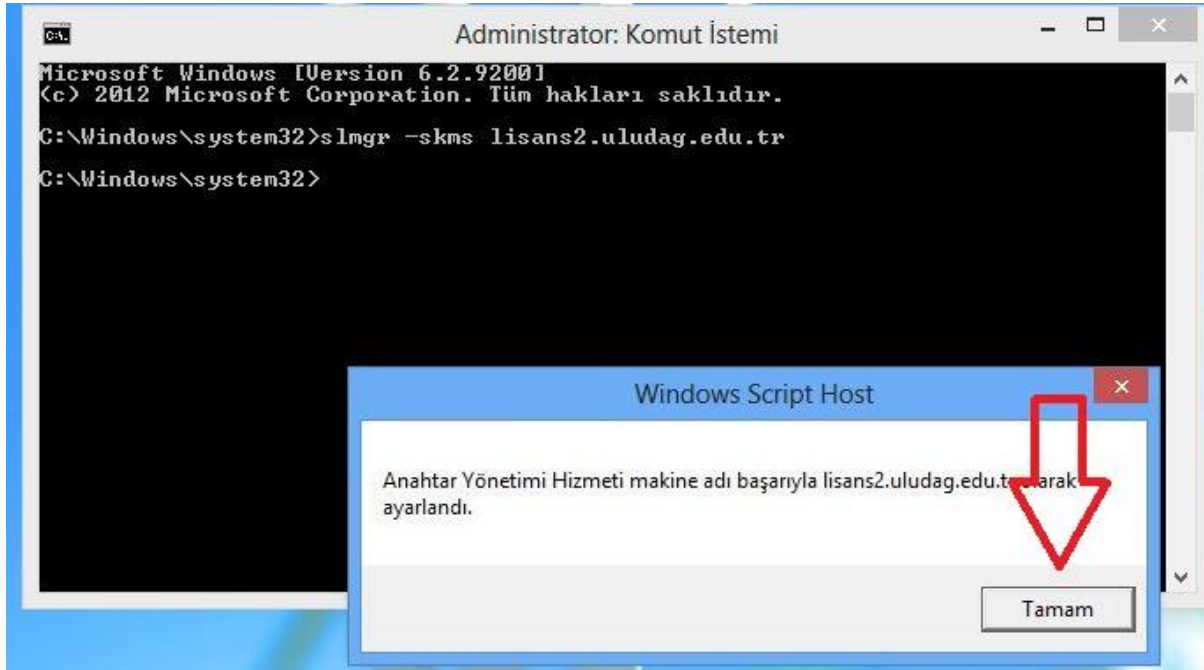 Administrator: Komut İstemi
Microsoft Windows [Version 6.2.9200]
(c) 2012 Microsoft Corporation. Tüm hakları saklıdır.
C:\Windows\system32>slmgr -skms lisans2.uludag.edu.tr
C:\Windows\system32>
Windows Script Host
Anahtar Yönetimi Hizmeti makine adı başarıyla lisans2.uludag.edu.tr olarak
ayarlandı.
Tamam